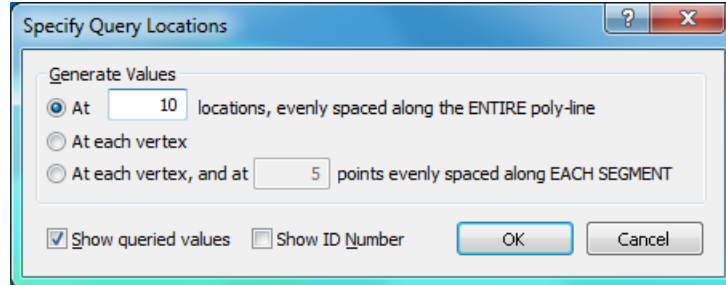 Specify Query Locations
? X
Generate Values
At 10 locations, evenly spaced along the ENTIRE poly-line
At each vertex
At each vertex, and at 5 points evenly spaced along EACH SEGMENT
Show queried values Show ID Number OK Cancel